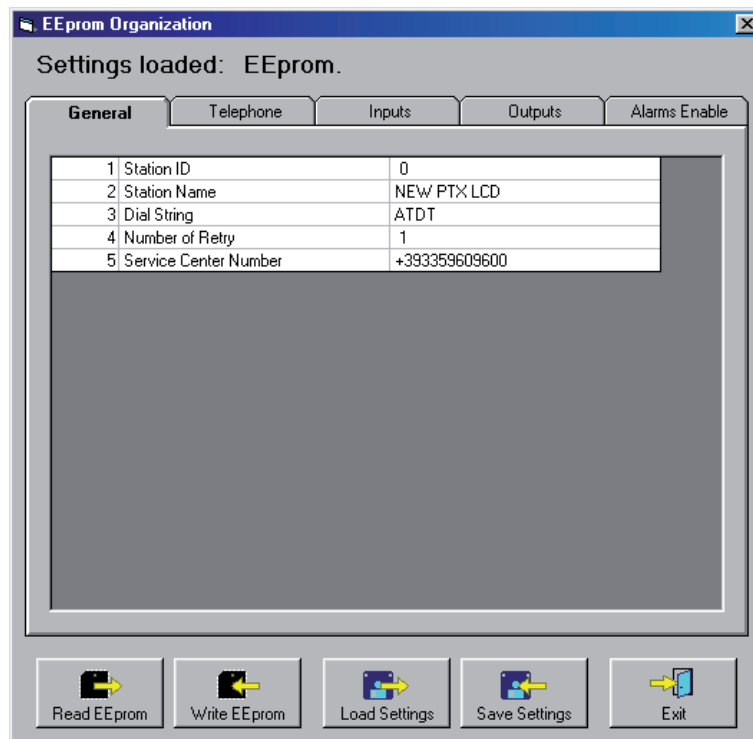 EEprom Organization
Settings loaded: EEprom.
General Telephone Inputs Outputs Alarms Enable
1 Station ID 0
2 Station Name NEW PTX LCD
3 Dial String ATDT
4 Number of Retry 1
5 Service Center Number +393359609600
Read EEprom Write EEprom Load Settings Save Settings Exit